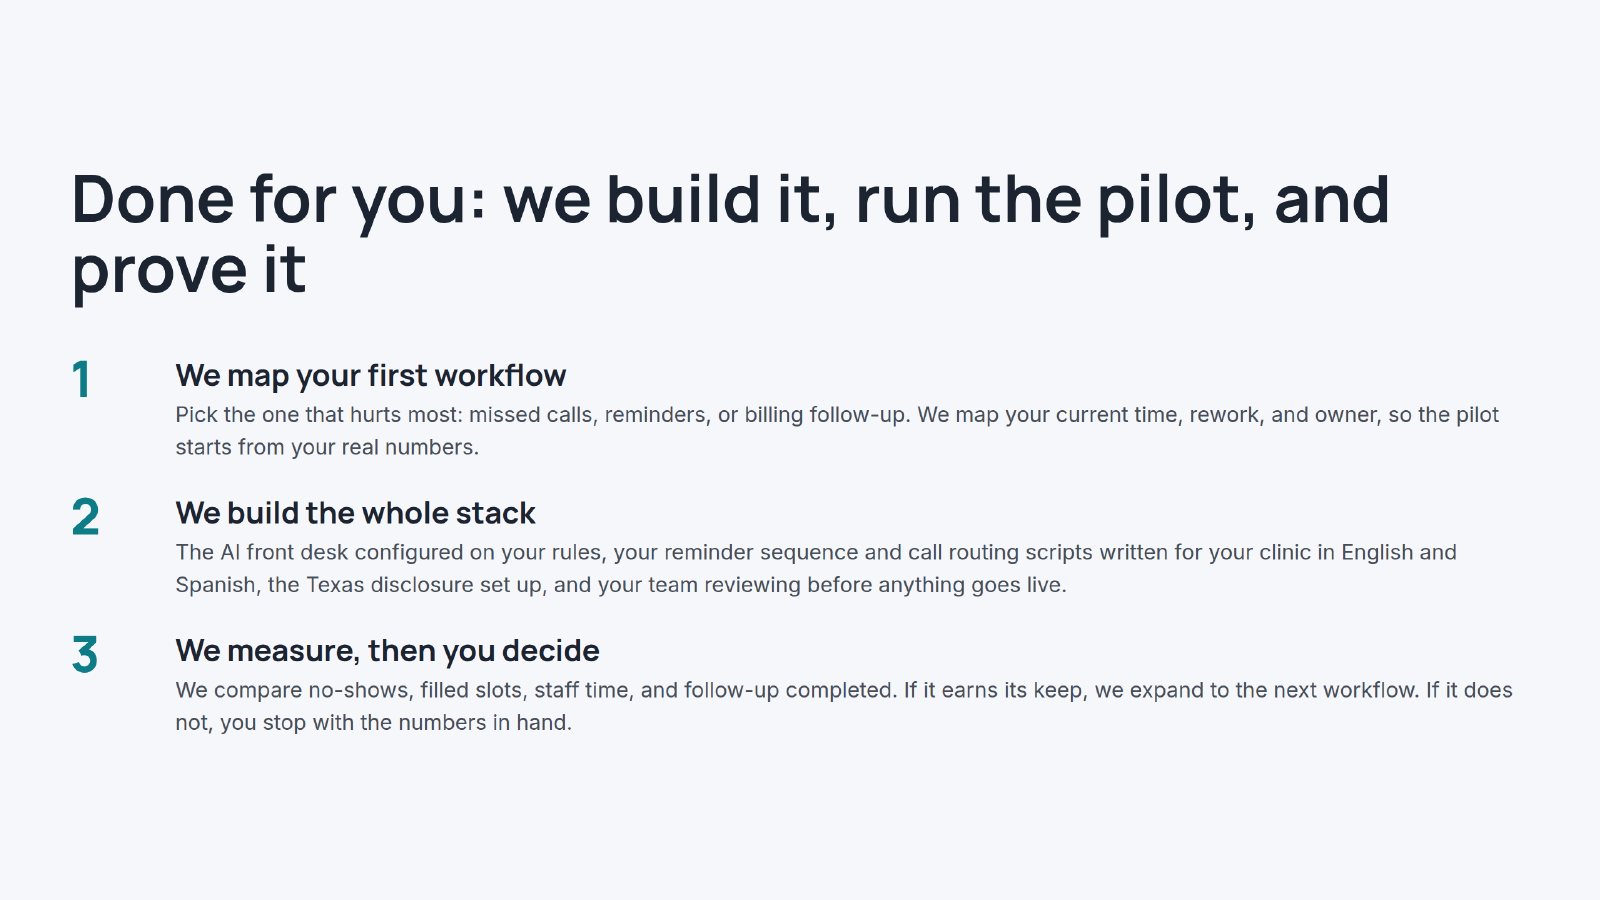 Done for you: we build it, run the pilot, and
prove it
1
We map your first workflow
Pick the one that hurts most: missed calls, reminders, or billing follow-up. We map your current time, rework, and owner, so the pilot
starts from your real numbers.
2
We build the whole stack
The AI front desk configured on your rules, your reminder sequence and call routing scripts written for your clinic in English and
Spanish, the Texas disclosure set up, and your team reviewing before anything goes live.
3
We measure, then you decide
We compare no-shows, filled slots, staff time, and follow-up completed. If it earns its keep, we expand to the next workflow. If it does
not, you stop with the numbers in hand.